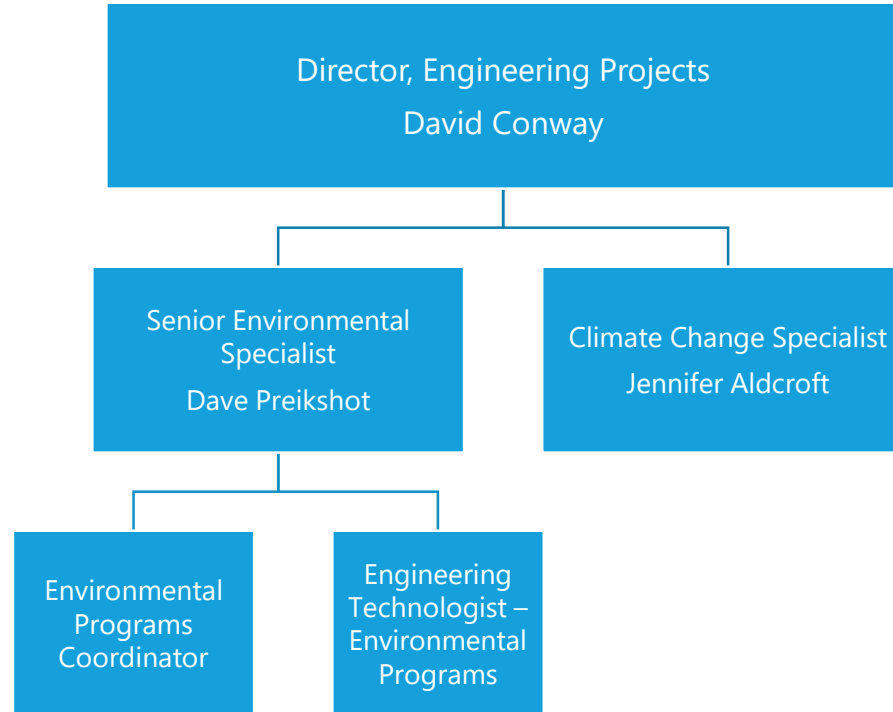 Director, Engineering Projects
David Conway
Senior Environmental
Specialist
Dave Preikshot
Climate Change Specialist
Jennifer Aldcroft
Environmental
Programs
Coordinator
Engineering
Technologist –
Environmental
Programs